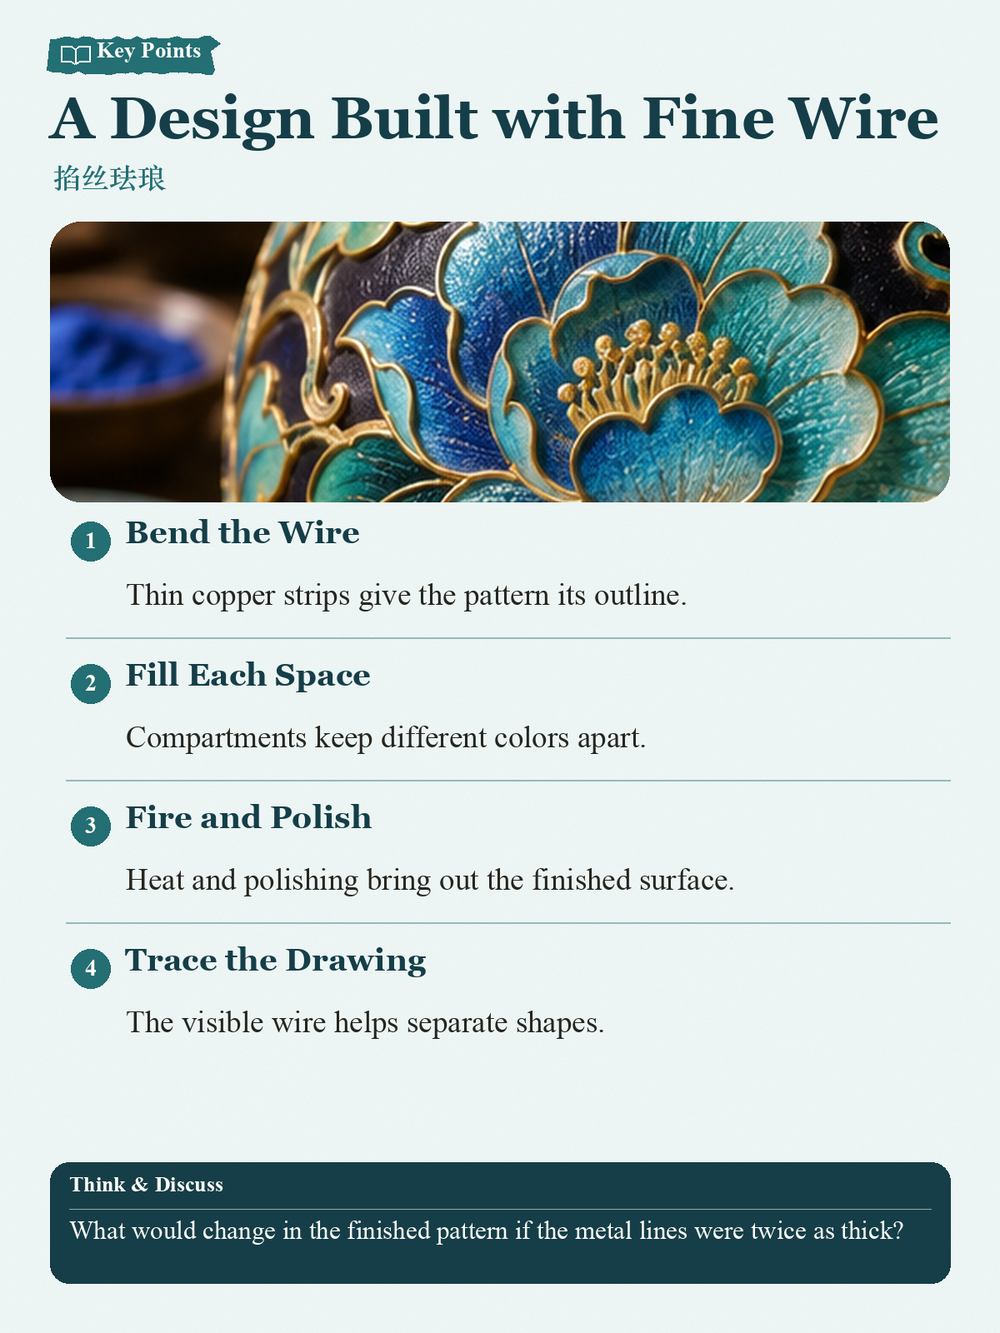 Key Points
A Design Built with Fine Wire
掐丝珐琅
1 Bend the Wire
Thin copper strips give the pattern its outline.
2 Fill Each Space
Compartments keep different colors apart.
3 Fire and Polish
Heat and polishing bring out the finished surface.
4 Trace the Drawing
The visible wire helps separate shapes.
Think & Discuss
What would change in the finished pattern if the metal lines were twice as thick?